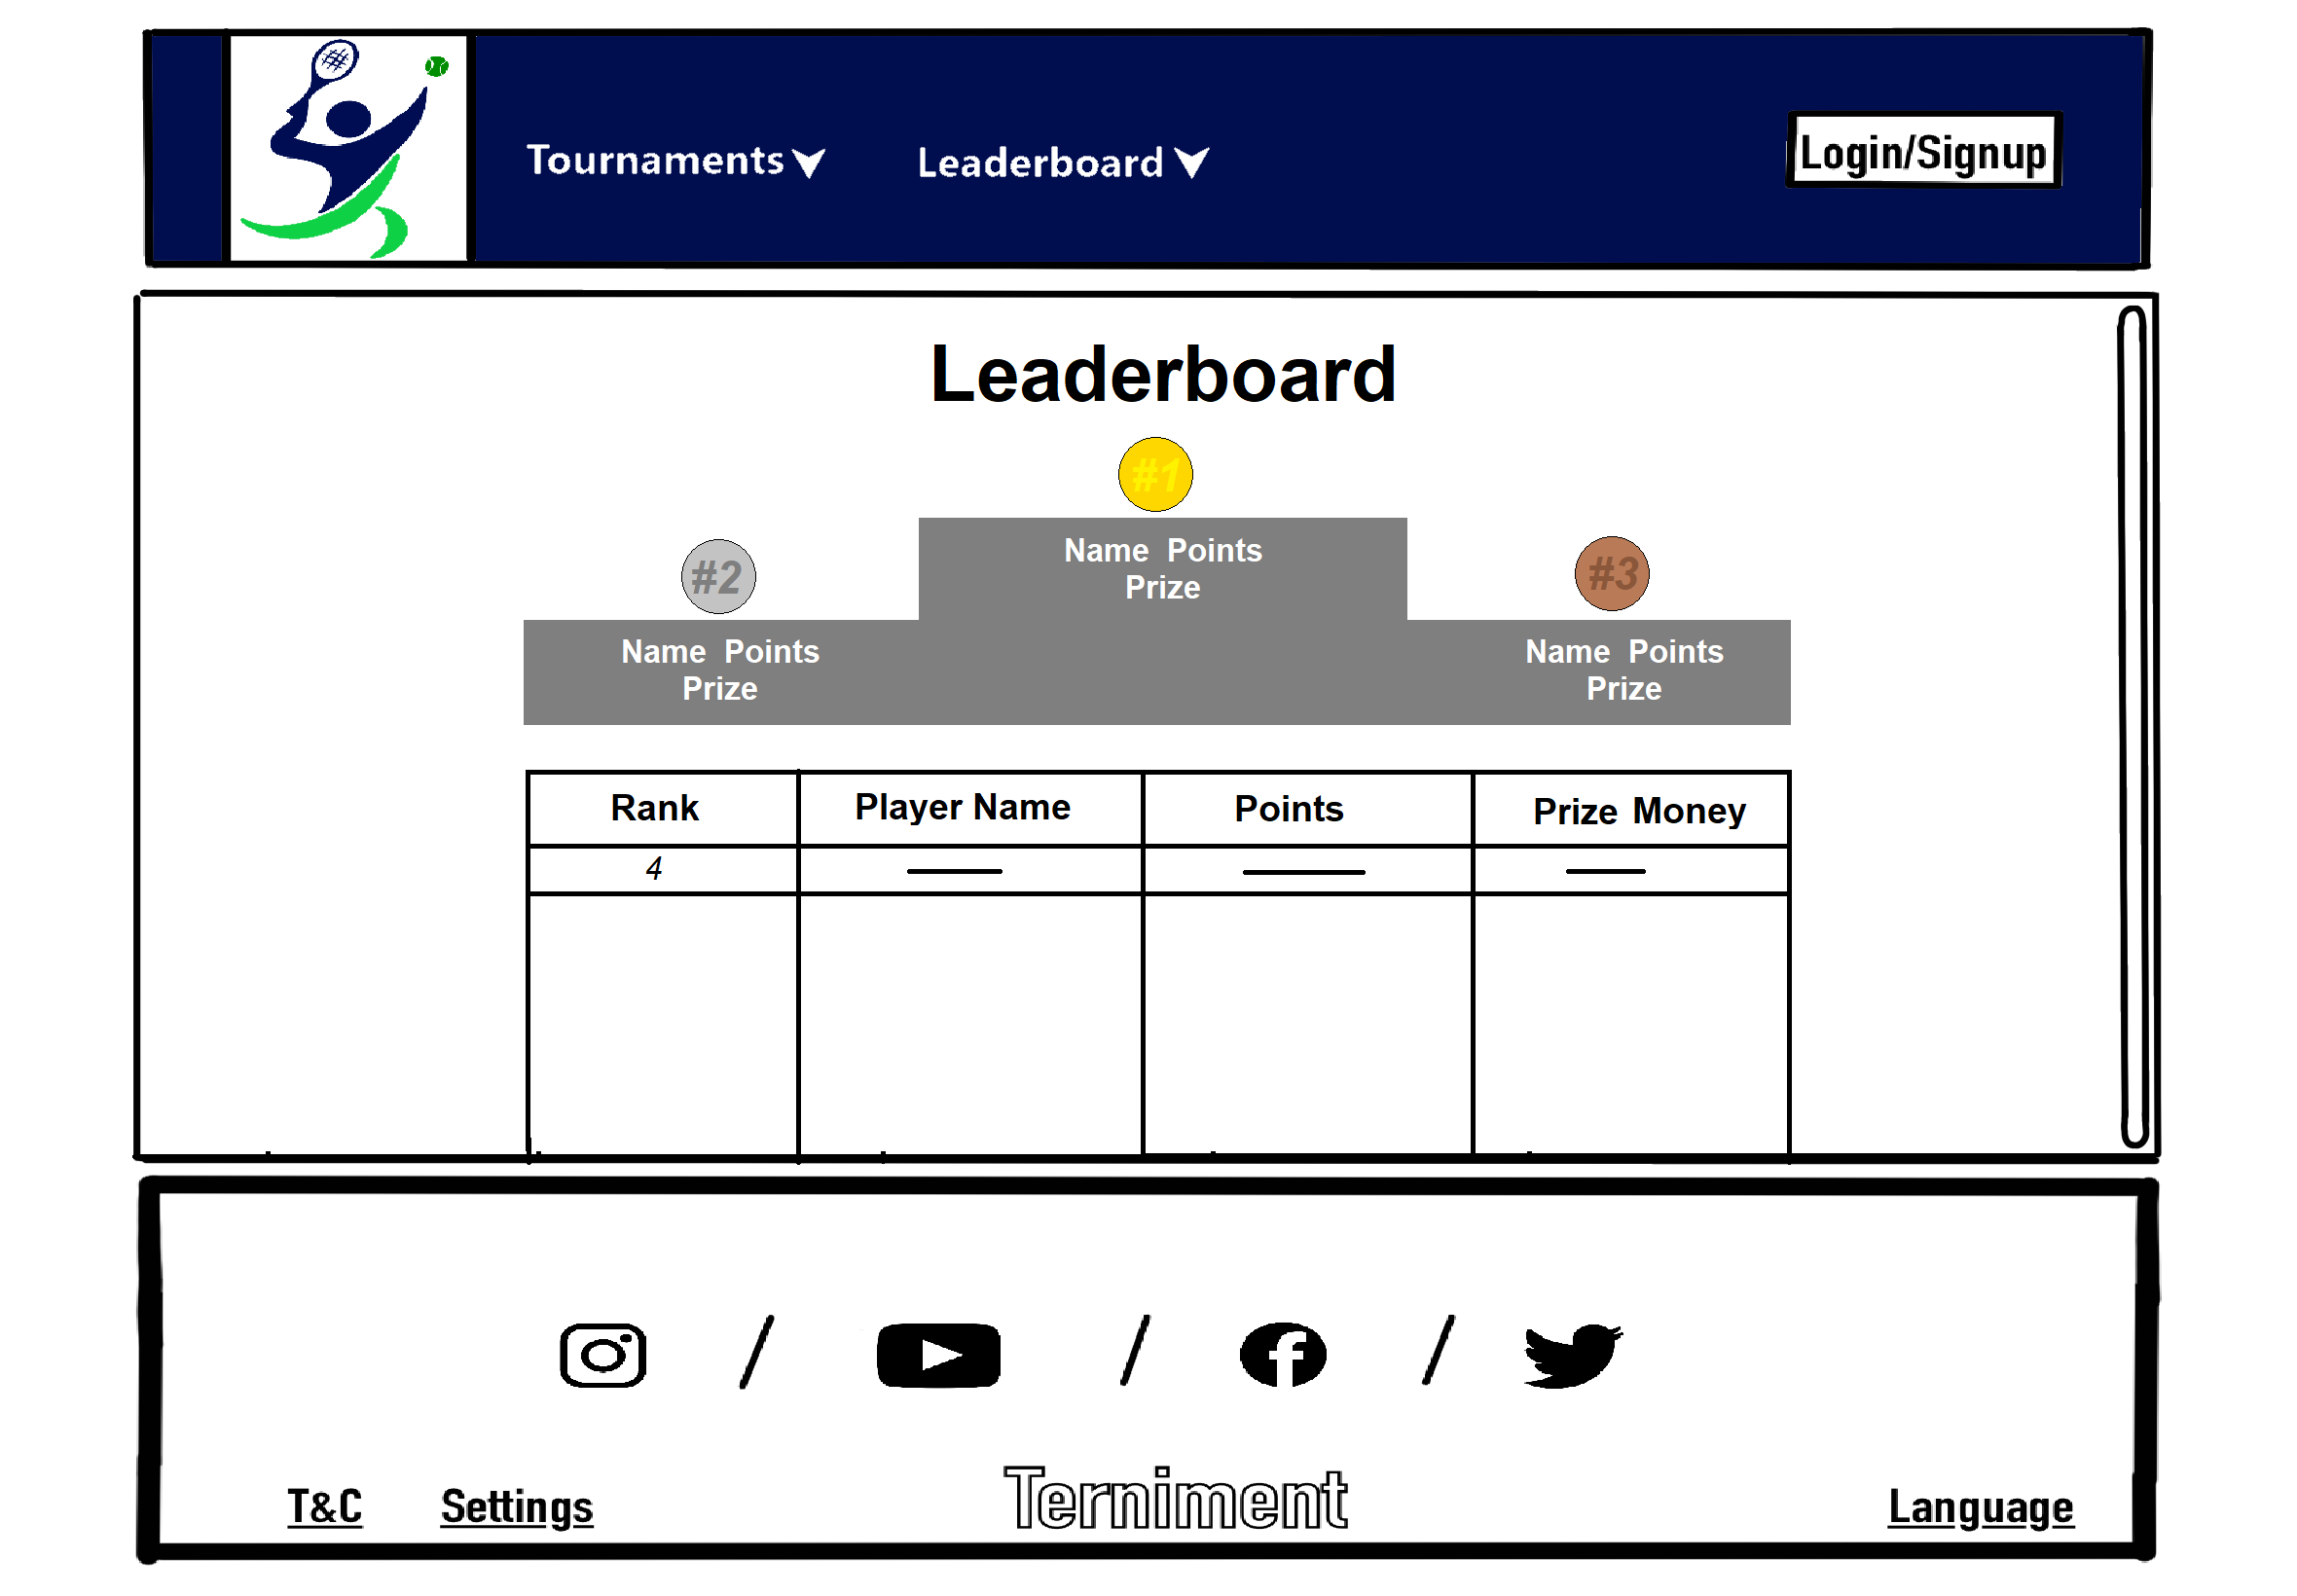 Tournaments Leaderboard Login/Signup
Leaderboard
#1
Name Points
Prize
#2
Name Points
Prize
#3
Name Points
Prize
Rank Player Name Points Prize Money
4
T&C Settings Terniment Language